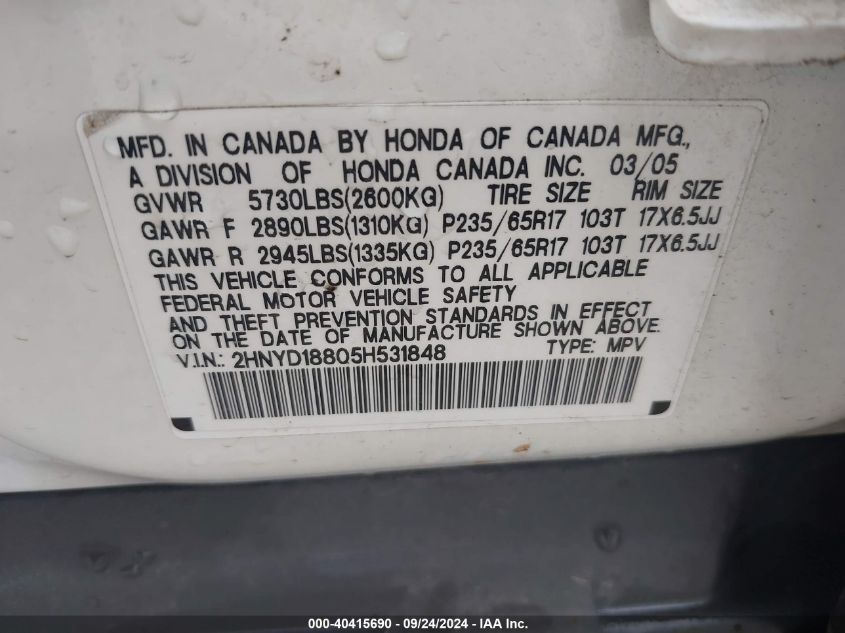 MFD. IN CANADA BY HONDA OF CANADA MFG.,
A DIVISION OF HONDA CANADA INC. 03/05
GVWR 5730LBS(2600KG) TIRE SIZE RIM SIZE
GAWR F 2890LBS(1310KG) P235/65R17 103T 17X6.5JJ
GAWR R 2945LBS(1335KG) P235/65R17 103T 17X6.5JJ
THIS VEHICLE CONFORMS TO ALL APPLICABLE
FEDERAL MOTOR VEHICLE SAFETY
AND THEFT PREVENTION STANDARDS IN EFFECT
ON THE DATE OF MANUFACTURE SHOWN ABOVE.
V.I.N.: 2HNYD18805H531848 TYPE: MPV
000-40415690 - 09/24/2024 - IAA Inc.